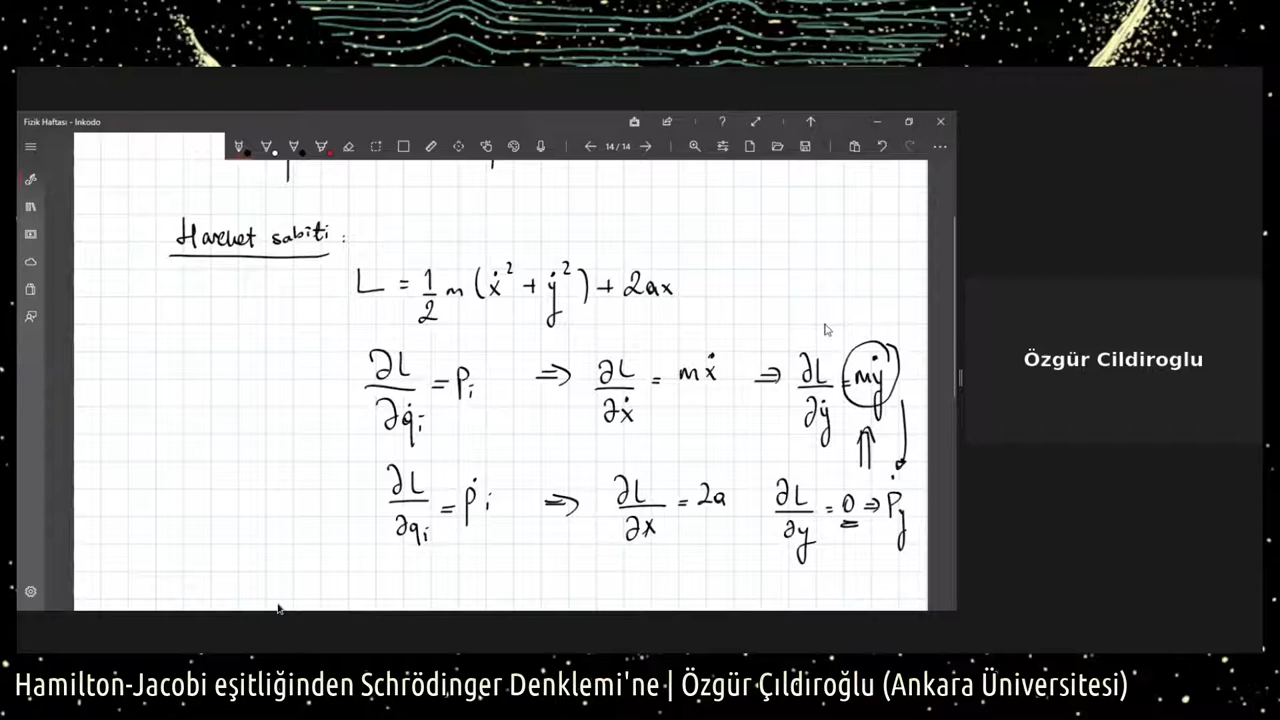 Fizik Haftası - Inkodo
14 / 14
Hareket sabiti :
L = 1/2 m (ẋ² + ẏ²) + 2ax
∂L/∂q̇ᵢ = pᵢ ⇒ ∂L/∂ẋ = mẋ ⇒ ∂L/∂ẏ = mẏ
∂L/∂qᵢ = ṗᵢ ⇒ ∂L/∂x = 2a ∂L/∂y = 0 ⇒ Ṗy
Özgür Cildiroglu
Hamilton-Jacobi eşitliğinden Schrödinger Denklemi'ne | Özgür Çıldıroğlu (Ankara Üniversitesi)